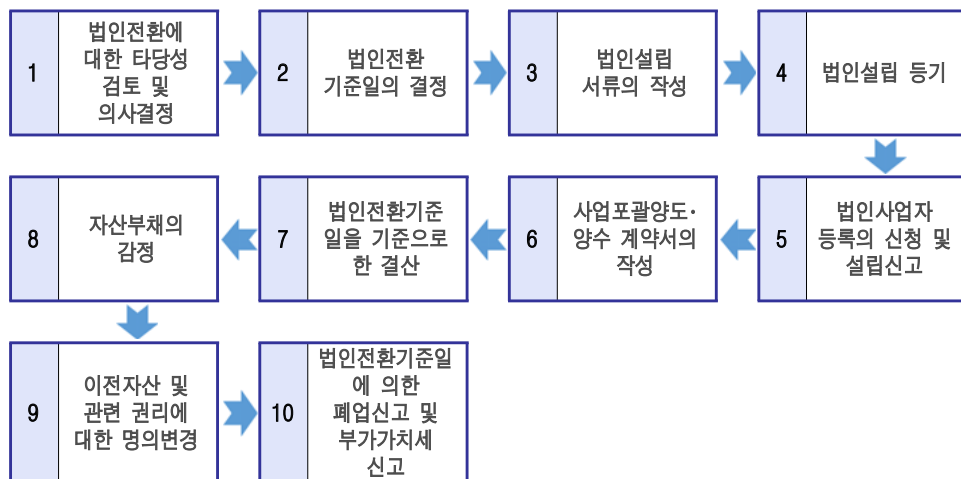 1
법인전환에
대한 타당성
검토 및
의사결정
2
법인전환
기준일의 결정
3
법인설립
서류의 작성
4
법인설립 등기
5
법인사업자
등록의 신청 및
설립신고
6
사업포괄양도·
양수 계약서의
작성
7
법인전환기준
일을 기준으로
한 결산
8
자산부채의
감정
9
이전자산 및
관련 권리에
대한 명의변경
10
법인전환기준일
에 의한
폐업신고 및
부가가치세
신고